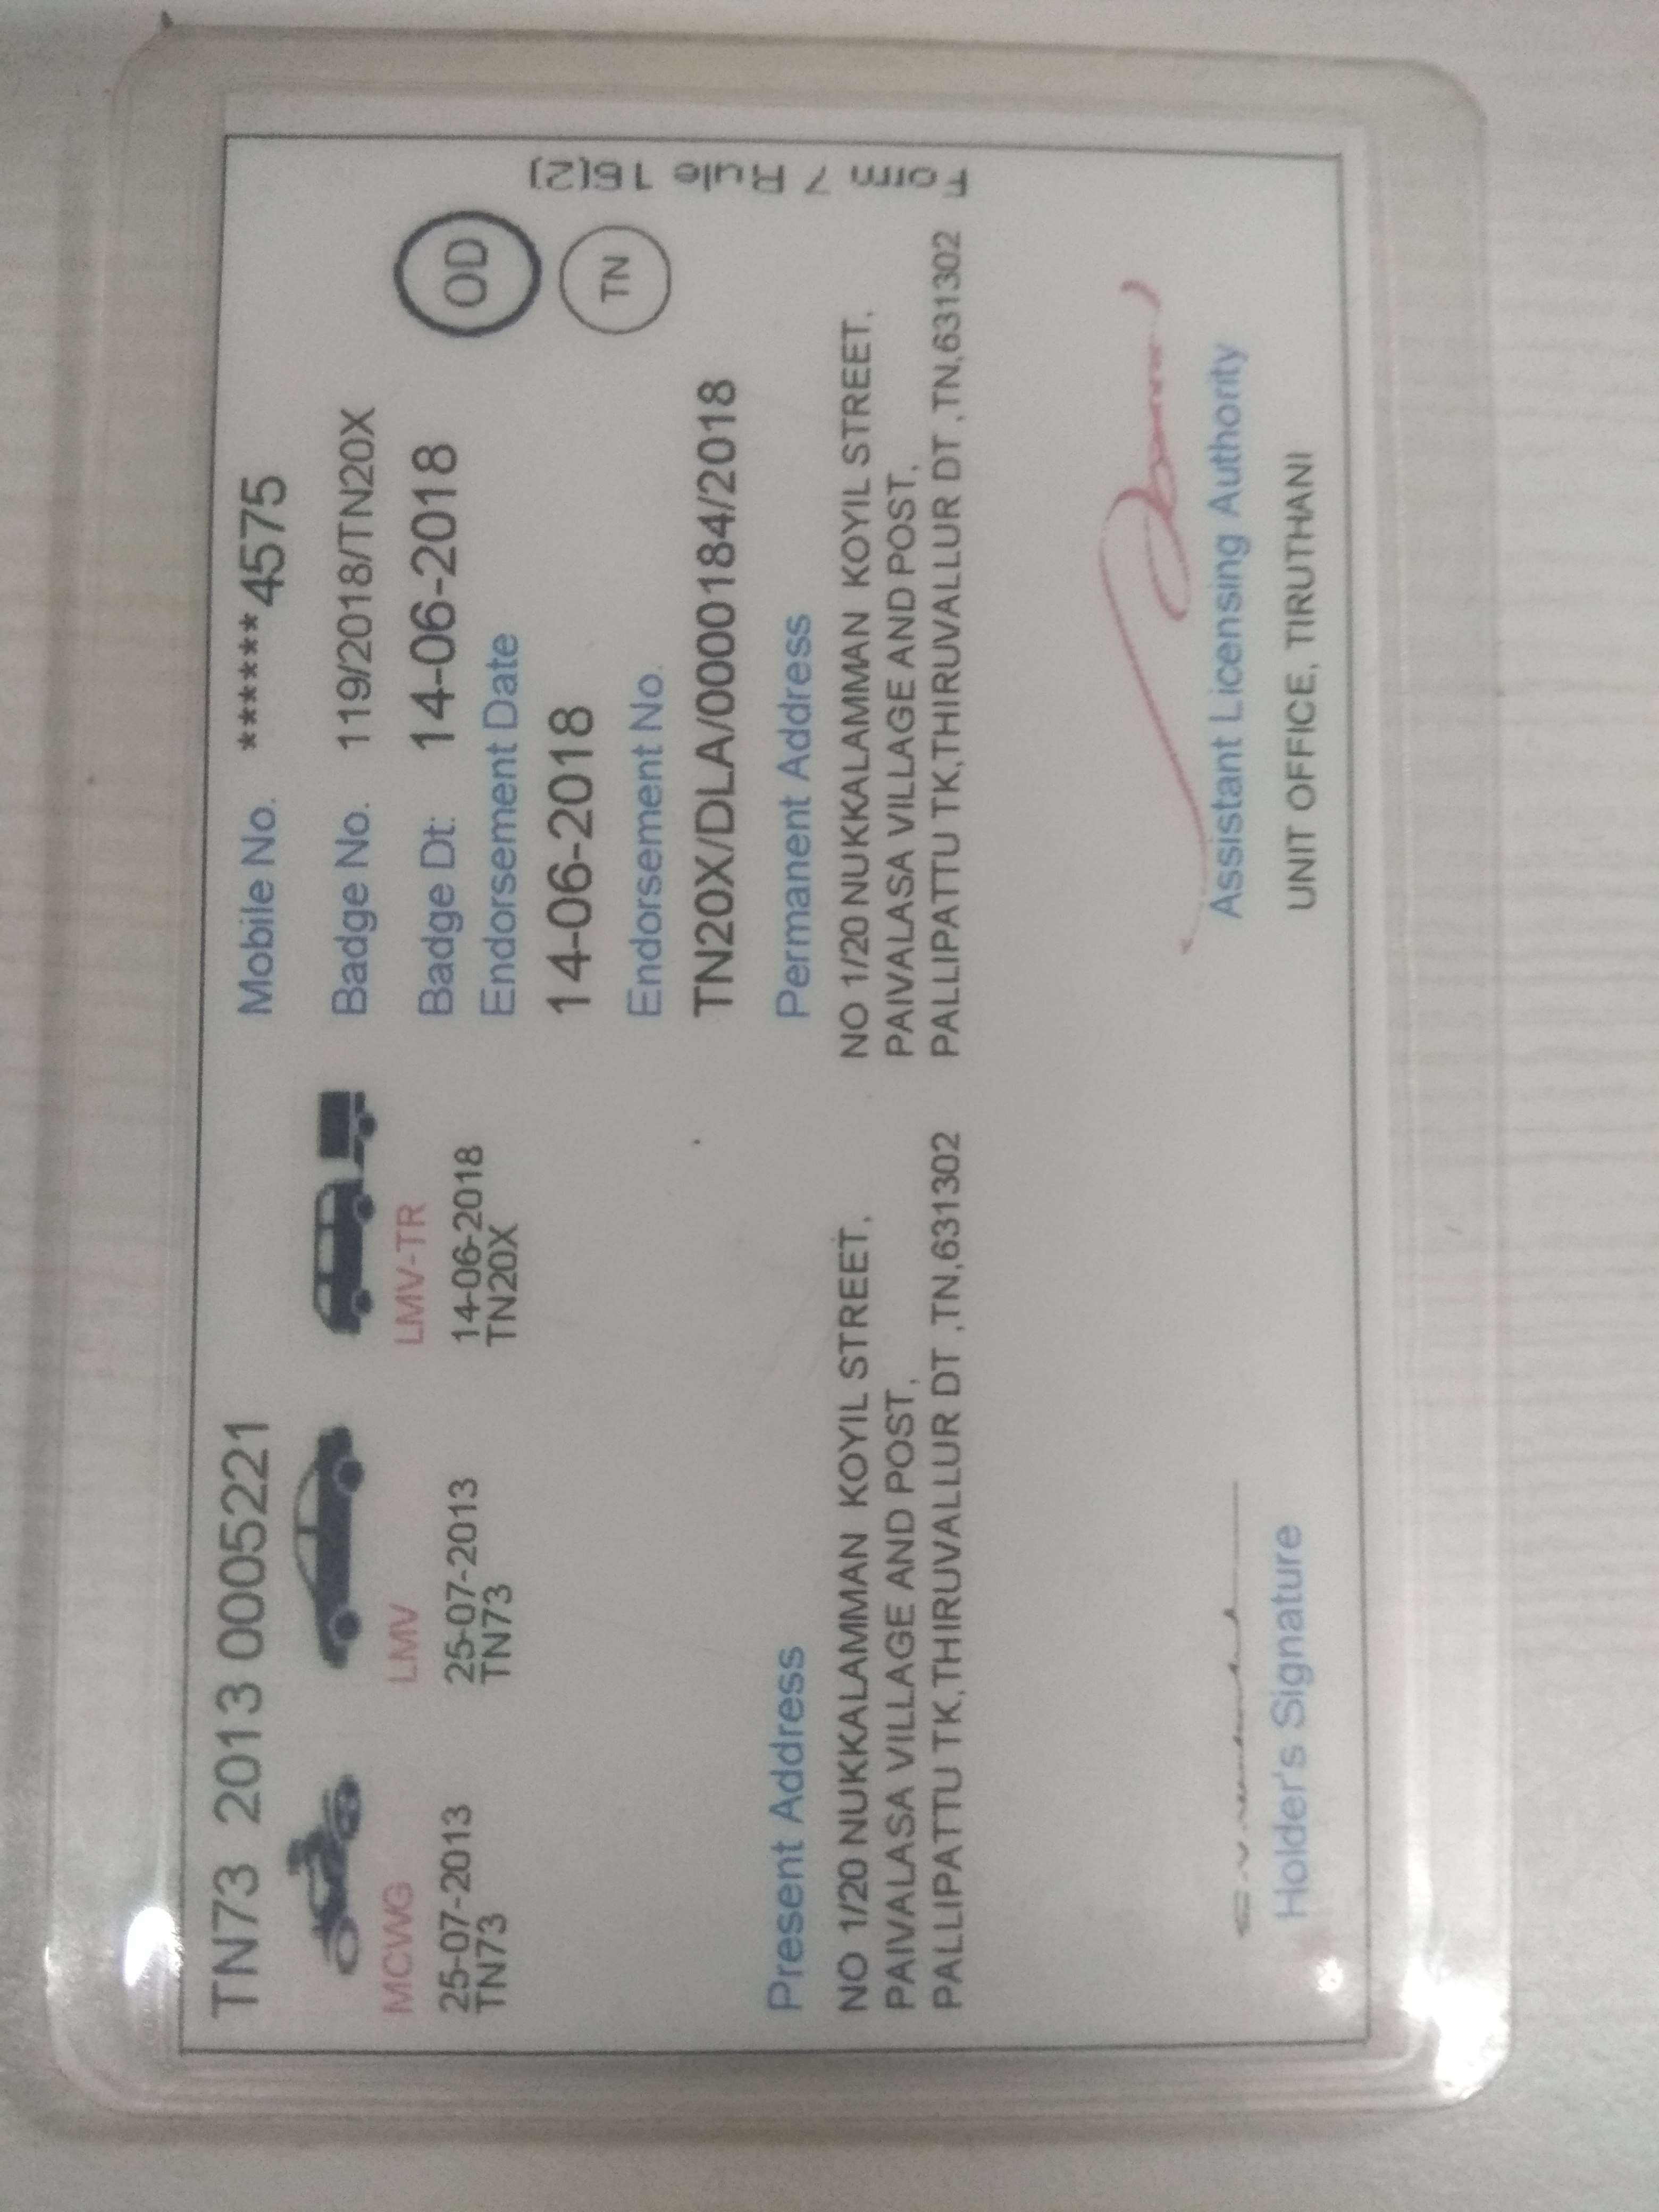 TN73 2013 0005221
MCWG
25-07-2013
TN73
LMV
25-07-2013
TN73
LMV-TR
14-06-2018
TN20X
Mobile No. ******4575
Badge No. 119/2018/TN20X
Badge Dt: 14-06-2018
Endorsement Date
14-06-2018
Endorsement No.
TN20X/DLA/0000184/2018
OD
TN
Form 7 Rule 16(2)
Present Address
NO 1/20 NUKKALAMMAN KOYIL STREET,
PAIVALASA VILLAGE AND POST,
PALLIPATTU TK,THIRUVALLUR DT ,TN,631302
Permanent Address
NO 1/20 NUKKALAMMAN KOYIL STREET,
PAIVALASA VILLAGE AND POST,
PALLIPATTU TK,THIRUVALLUR DT ,TN,631302
Holder's Signature
Assistant Licensing Authority
UNIT OFFICE, TIRUTHANI